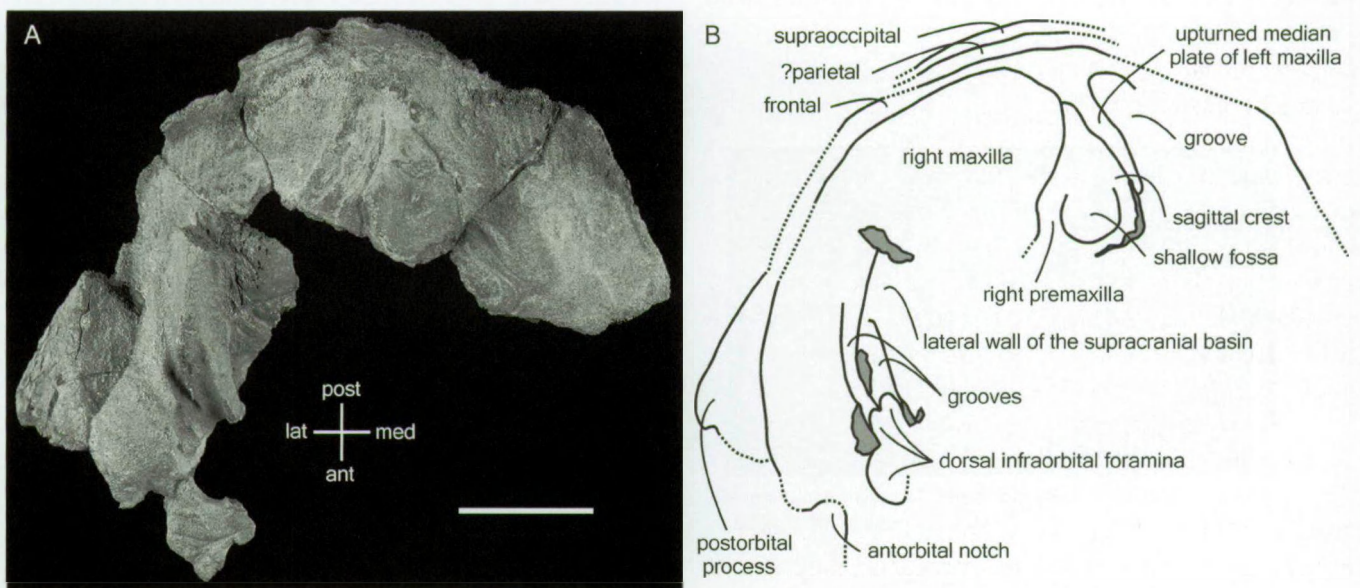 A
post
lat
med
ant
B
supraoccipital
?parietal
frontal
upturned median
plate of left maxilla
groove
right maxilla
sagittal crest
shallow fossa
right premaxilla
lateral wall of the supracranial basin
grooves
dorsal infraorbital foramina
postorbital
process
antorbital notch